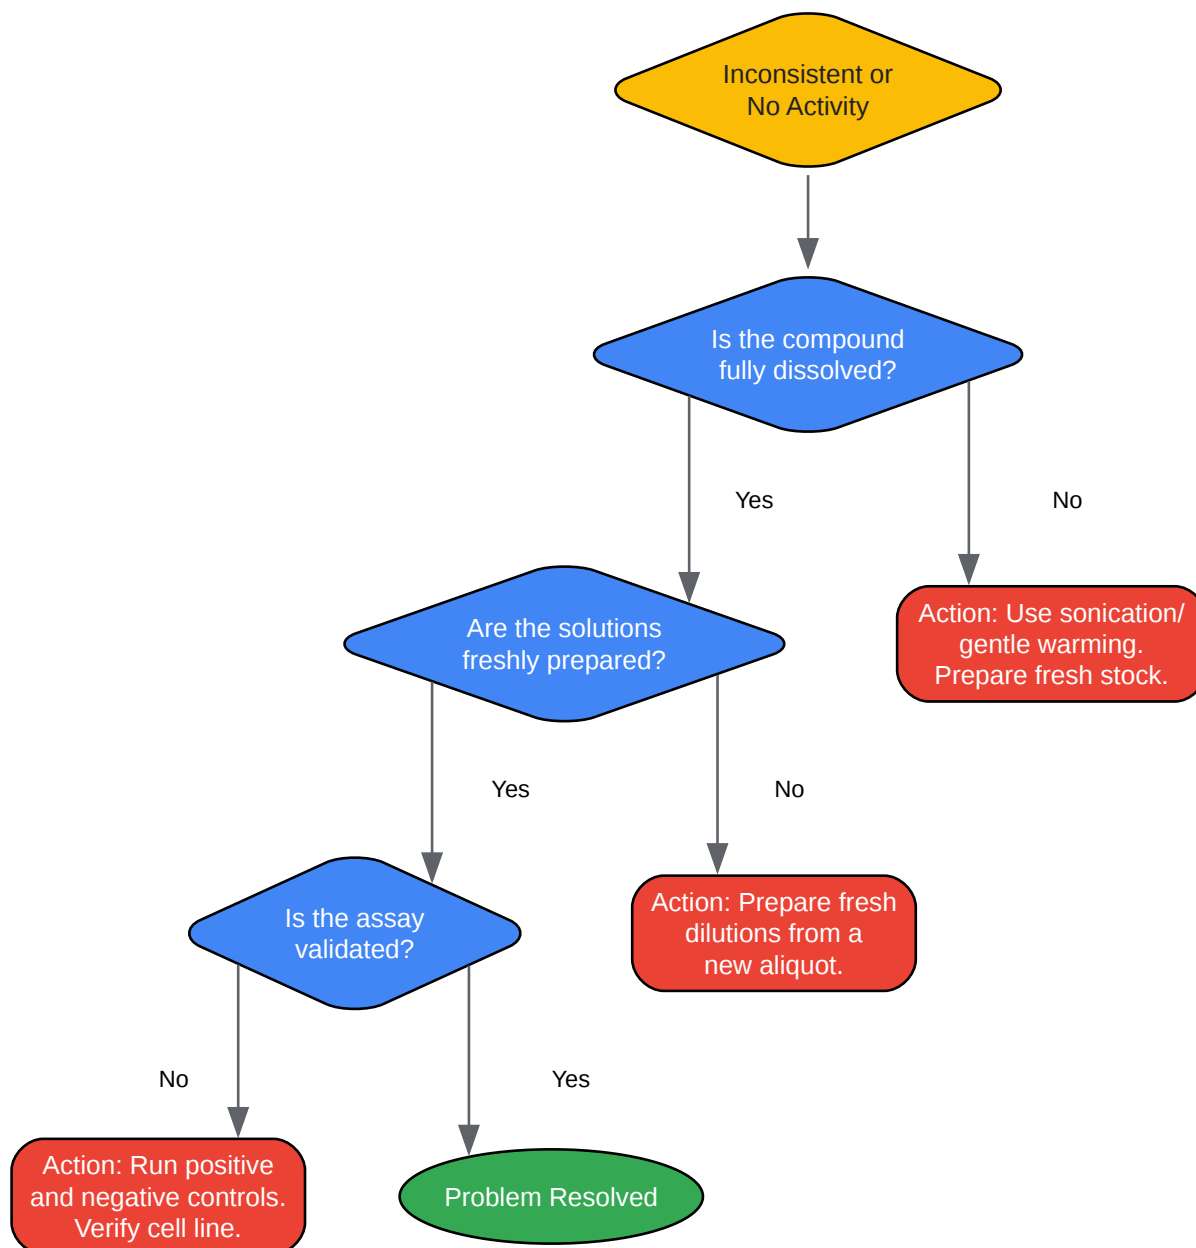 Inconsistent or
No Activity
Is the compound
fully dissolved?
Yes
No
Action: Use sonication/
gentle warming.
Prepare fresh stock.
Are the solutions
freshly prepared?
Yes
No
Action: Prepare fresh
dilutions from a
new aliquot.
Is the assay
validated?
No
Yes
Action: Run positive
and negative controls.
Verify cell line.
Problem Resolved